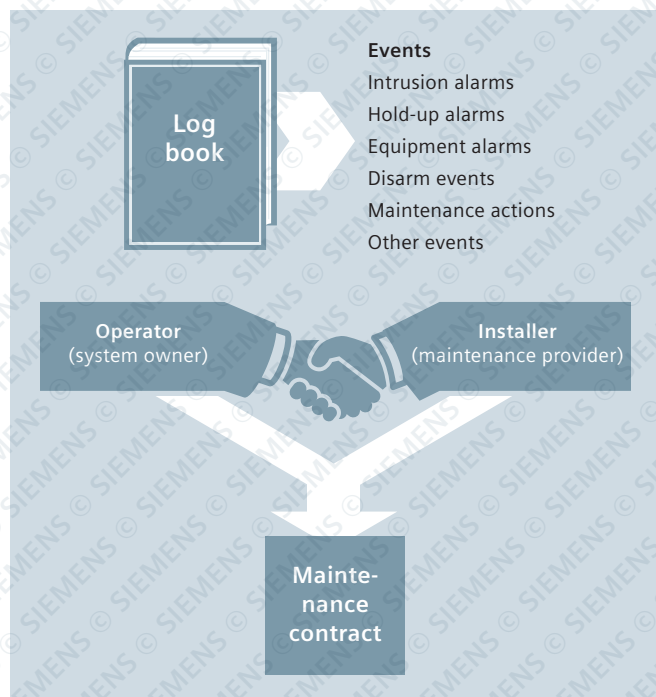 Log
book
Events
Intrusion alarms
Hold-up alarms
Equipment alarms
Disarm events
Maintenance actions
Other events
Operator
(system owner)
Installer
(maintenance provider)
Mainte-
nance
contract
© SIEMENS